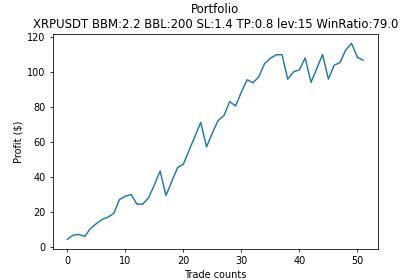 Portfolio
XRPUSDT BBM:2.2 BBL:200 SL:1.4 TP:0.8 lev:15 WinRatio:79.0
120
100
80
60
40
20
0
Profit ($)
0 10 20 30 40 50
Trade counts